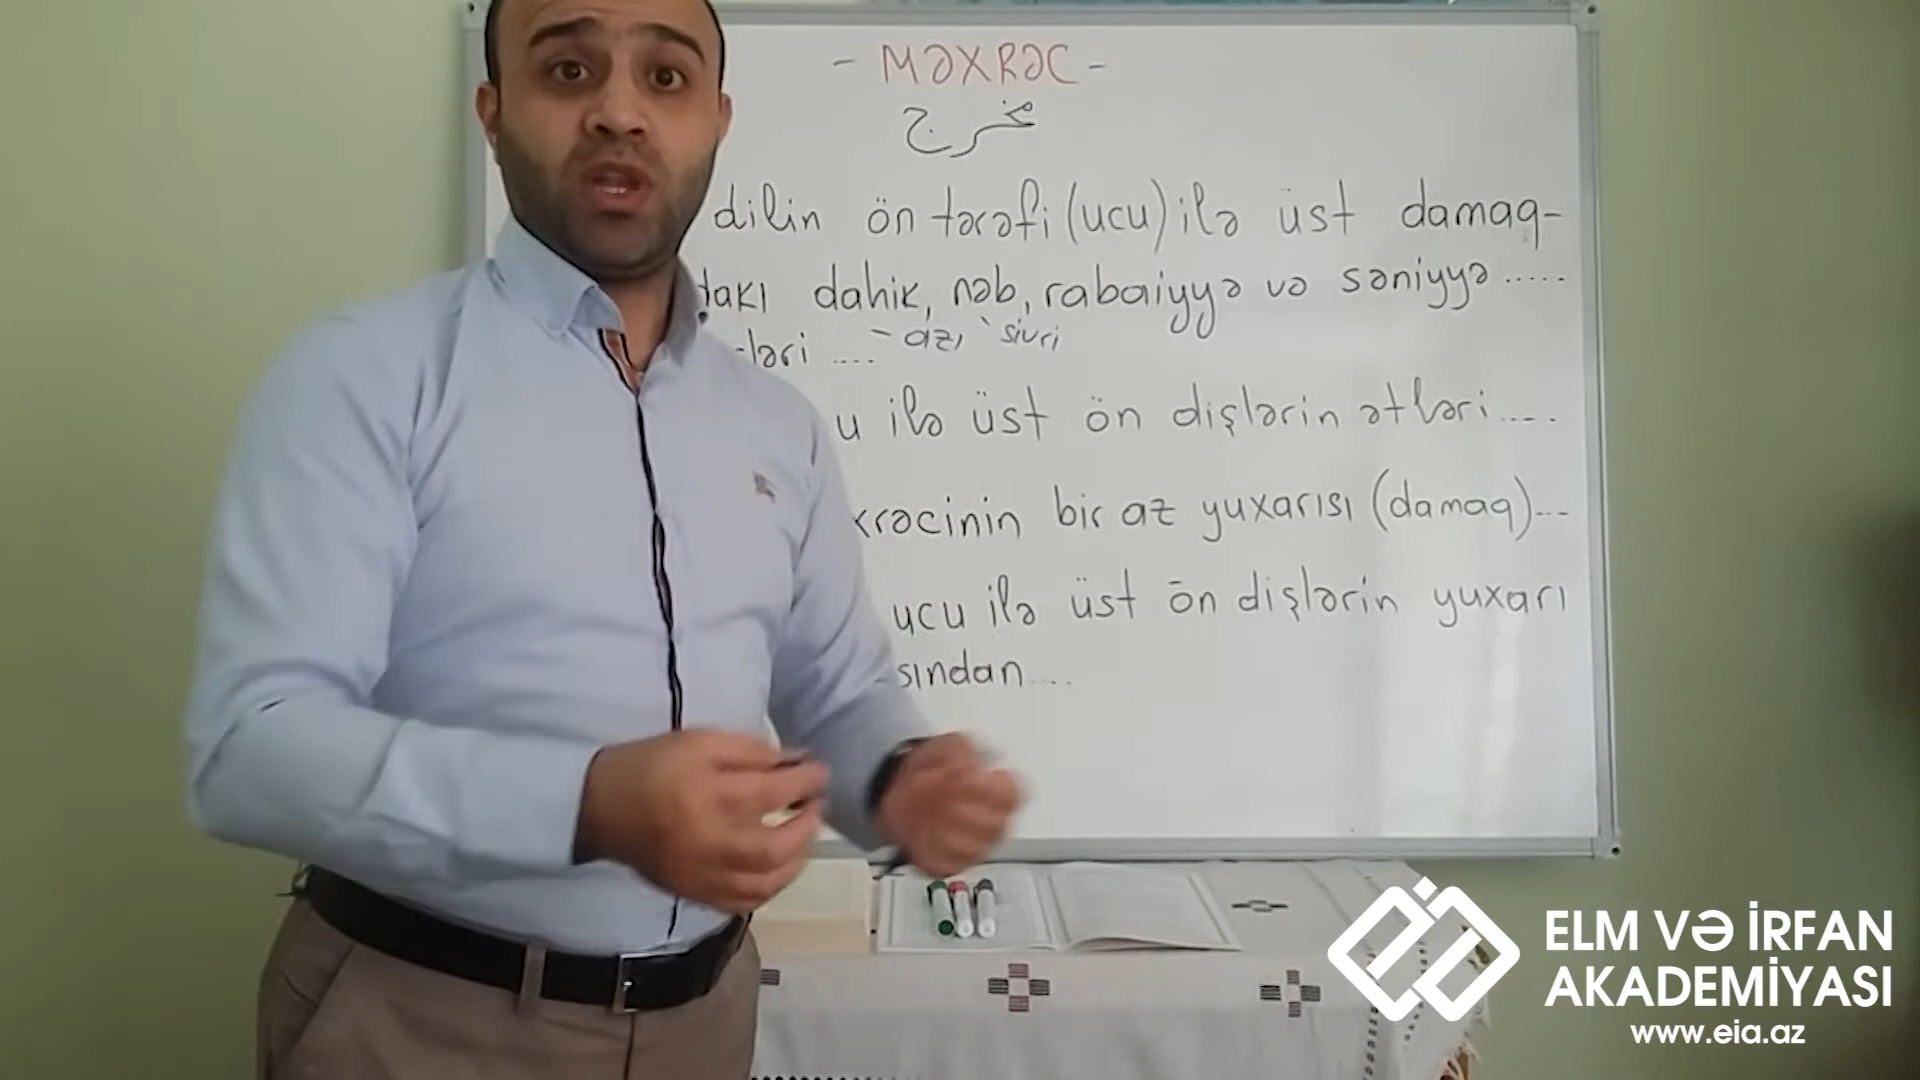 - MƏXRƏC -
مخرج
dilin ön tərəfi (ucu) ilə üst damaq-
dakı dahik, nəb, rabaiyyə və səniyyə .....
-ləri .... - azı, ` sivri
u ilə üst ön dişlərin ətləri ....
xrəcinin bir az yuxarısı (damaq)...
ucu ilə üst ön dişlərin yuxarı
sından ....
ELM VƏ İRFAN
AKADEMİYASI
www.eia.az